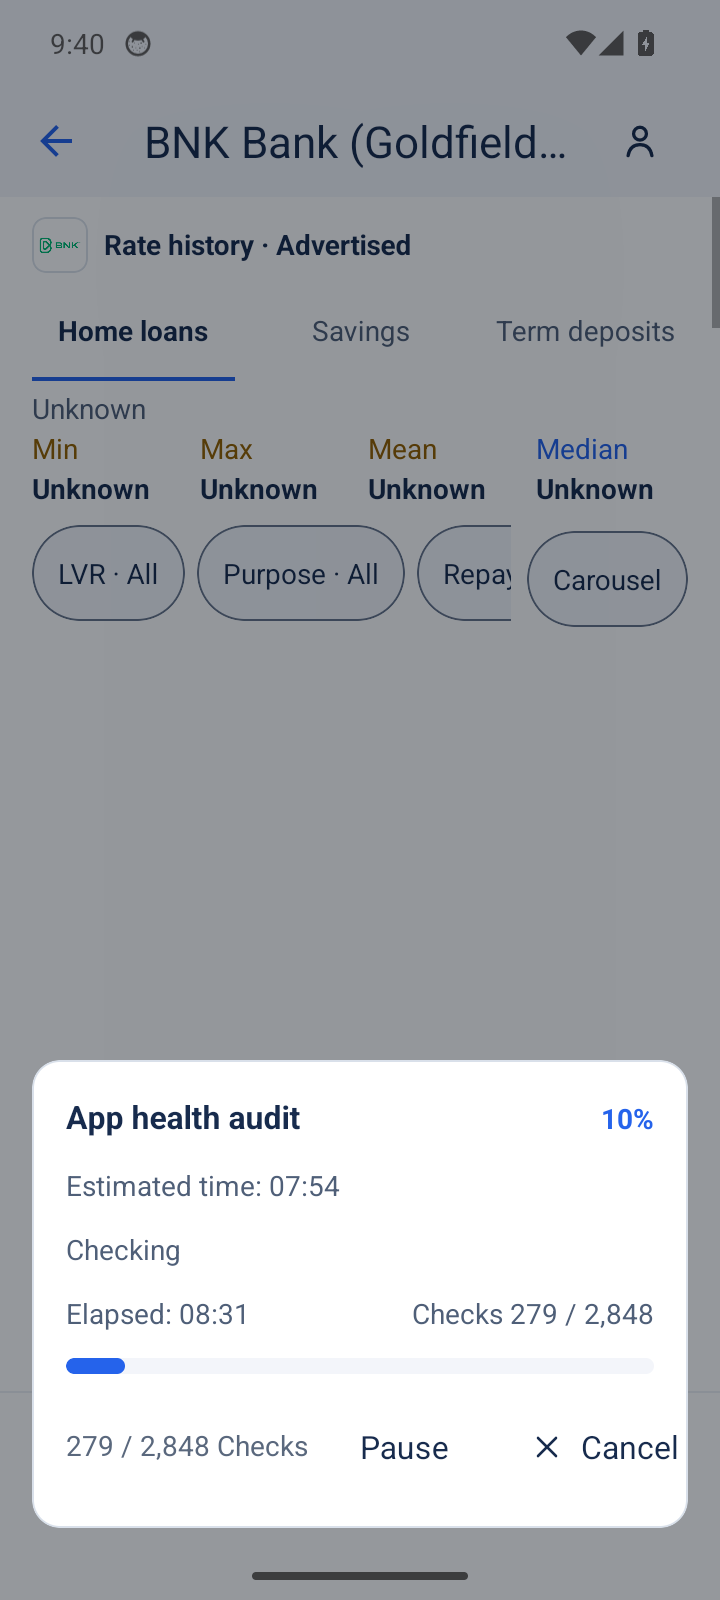 9:40
BNK Bank (Goldfield...
BNK
Rate history · Advertised
Home loans
Savings
Term deposits
Unknown
Min
Max
Mean
Median
Unknown
Unknown
Unknown
Unknown
LVR · All
Purpose · All
Repay
Carousel
App health audit
10%
Estimated time: 07:54
Checking
Elapsed: 08:31
Checks 279 / 2,848
279 / 2,848 Checks
Pause
Cancel